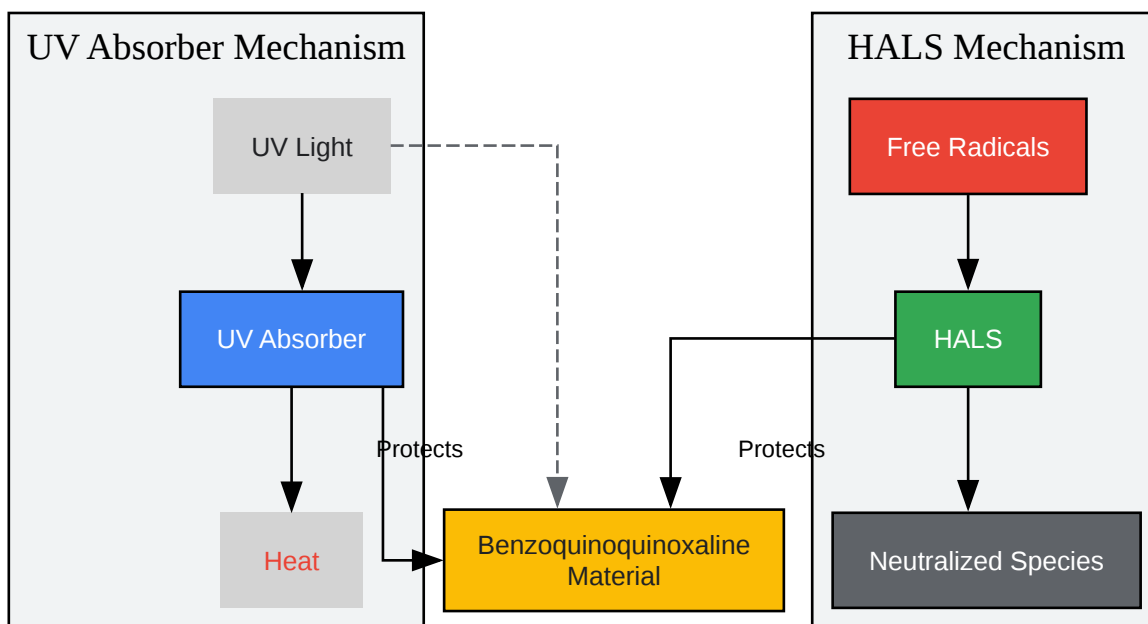 UV Absorber Mechanism
HALS Mechanism
UV Light
Free Radicals
UV Absorber
HALS
Protects
Protects
Heat
Benzoquinoquinoxaline
Material
Neutralized Species